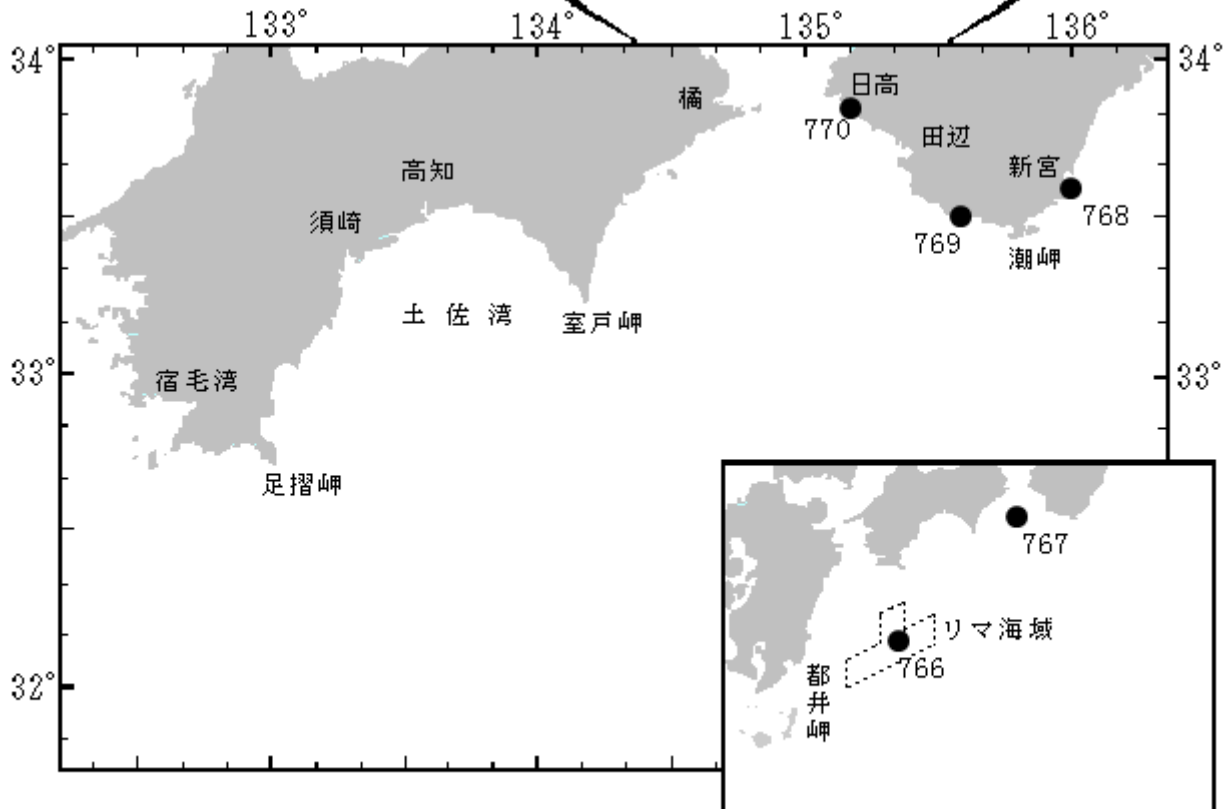 133°
134°
135°
136°
34°
34°
橘
日高
770
田辺
高知
新宮
須崎
768
769
潮岬
土佐湾
室戸岬
33°
33°
宿毛湾
足摺岬
767
リマ海域
766
都井岬
32°